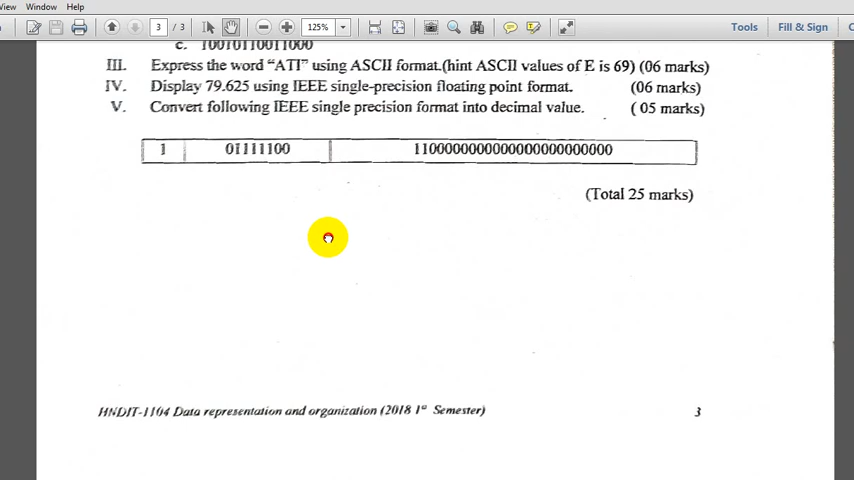 View Window Help
3 / 3 125% Tools Fill & Sign
c. 10010110011000
III. Express the word “ATI” using ASCII format.(hint ASCII values of E is 69) (06 marks)
IV. Display 79.625 using IEEE single-precision floating point format. (06 marks)
V. Convert following IEEE single precision format into decimal value. ( 05 marks)
1 01111100 11000000000000000000000
(Total 25 marks)
HNDIT-1104 Data representation and organization (2018 1st Semester) 3